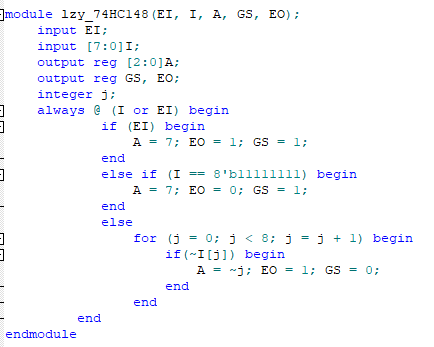 module lzy_74HC148(EI, I, A, GS, EO);
    input EI;
    input [7:0]I;
    output reg [2:0]A;
    output reg GS, EO;
    integer j;
    always @ (I or EI) begin
            if (EI) begin
                A = 7; EO = 1; GS = 1;
            end
            else if (I == 8'b11111111) begin
                A = 7; EO = 0; GS = 1;
            end
            else
                for (j = 0; j < 8; j = j + 1) begin
                    if(~I[j]) begin
                        A = ~j; EO = 1; GS = 0;
                    end
                end
         end
endmodule